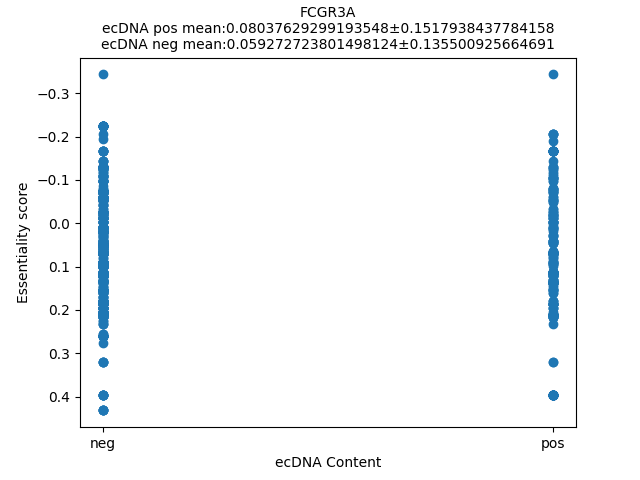 FCGR3A
ecDNA pos mean:0.08037629299193548±0.1517938437784158
ecDNA neg mean:0.059272723801498124±0.135500925664691
Essentiality score
−0.3
−0.2
−0.1
0.0
0.1
0.2
0.3
0.4
neg
pos
ecDNA Content